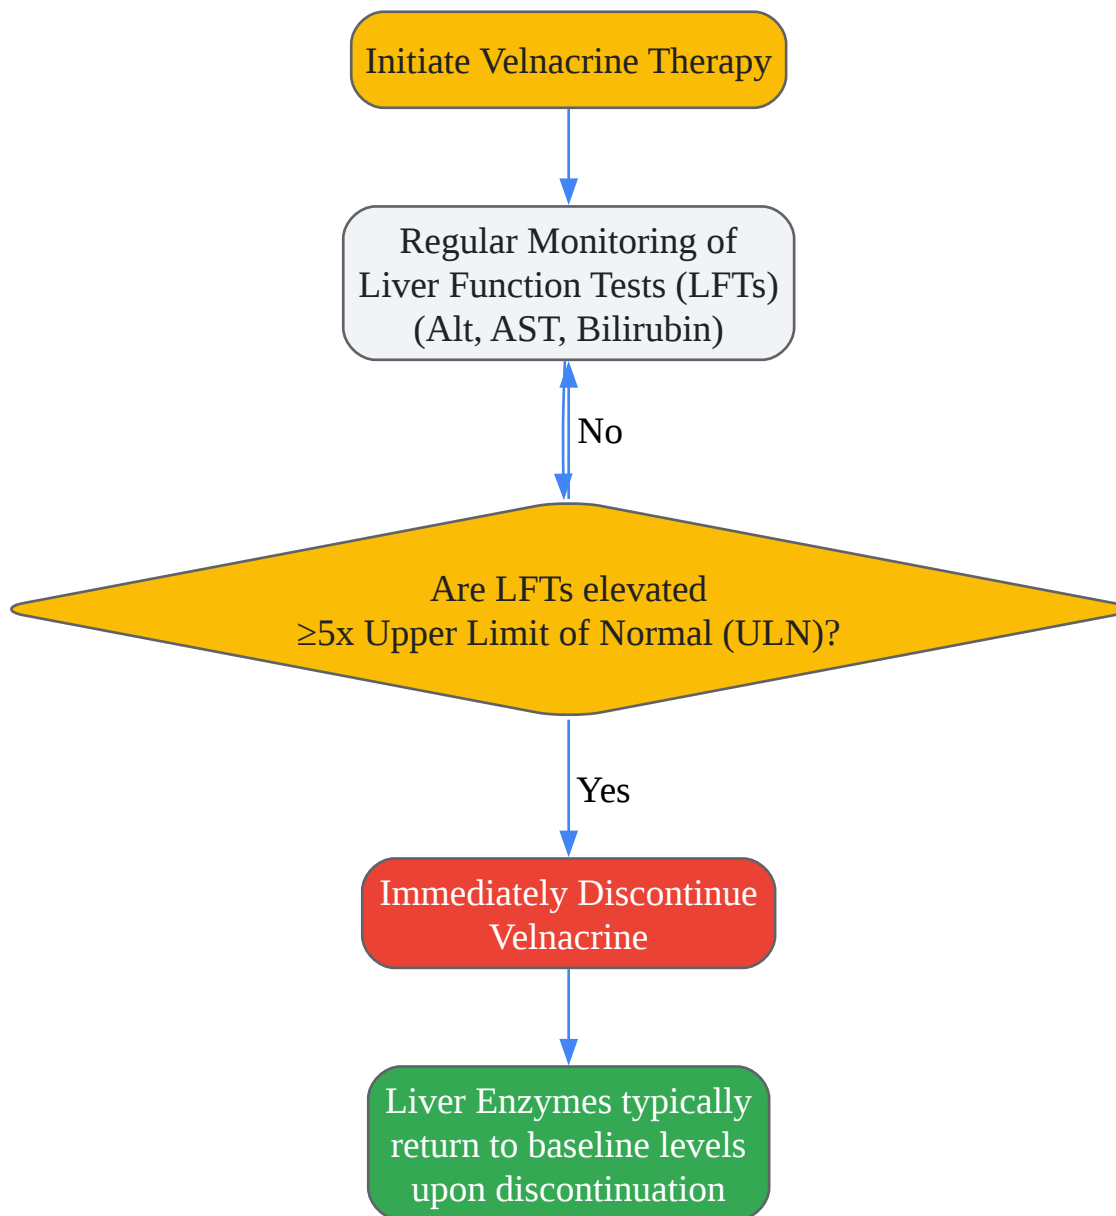 Initiate Velnacrine Therapy
Regular Monitoring of
Liver Function Tests (LFTs)
(Alt, AST, Bilirubin)
No
Are LFTs elevated
≥5x Upper Limit of Normal (ULN)?
Yes
Immediately Discontinue
Velnacrine
Liver Enzymes typically
return to baseline levels
upon discontinuation